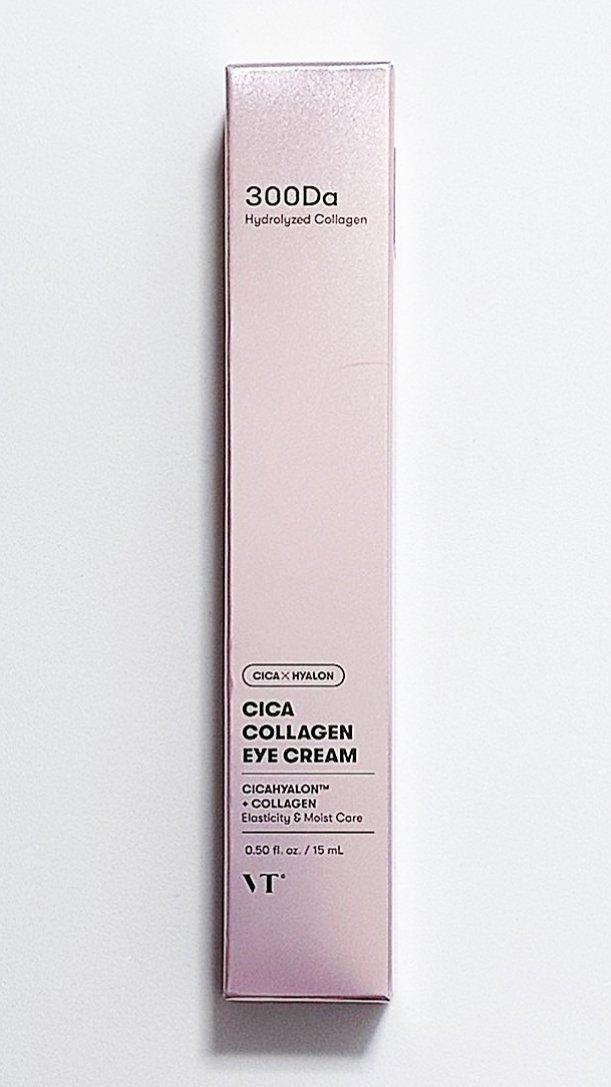 300Da
Hydrolyzed Collagen
CICA×HYALON
CICA
COLLAGEN
EYE CREAM
CICAHYALON™
+ COLLAGEN
Elasticity & Moist Care
0.50 fl. oz. / 15 mL
VT®